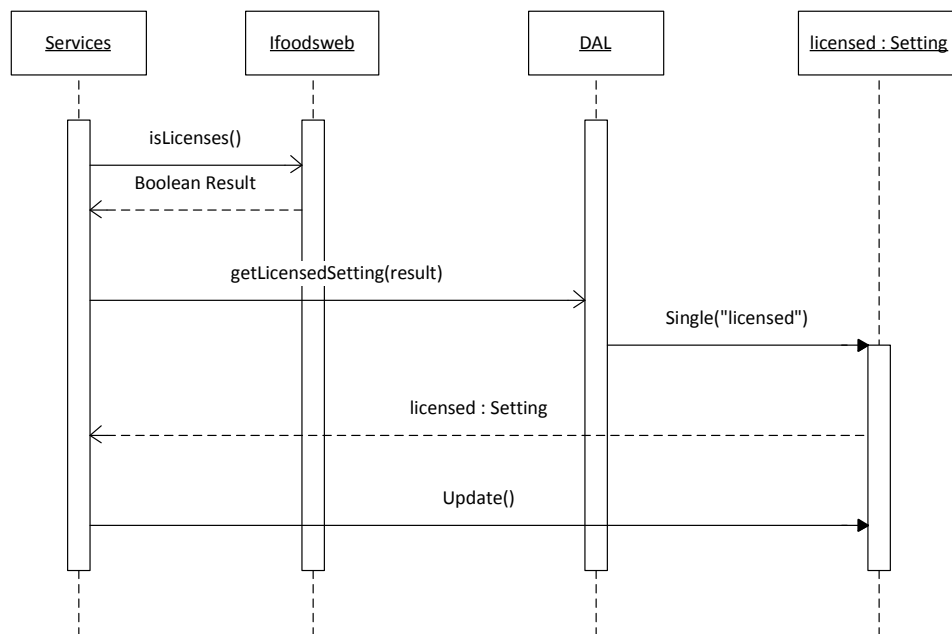 Services
Ifoodsweb
DAL
licensed : Setting
isLicenses()
Boolean Result
getLicensedSetting(result)
Single("licensed")
licensed : Setting
Update()